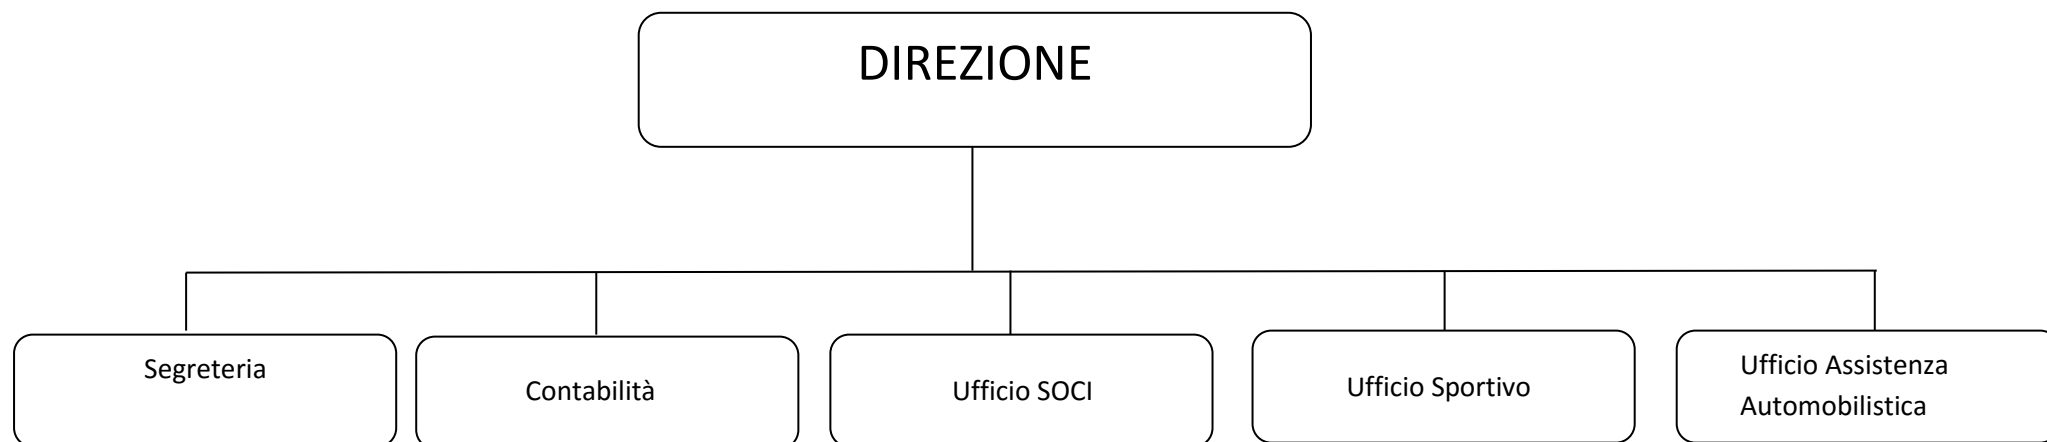 DIREZIONE
Segreteria
Contabilità
Ufficio SOCI
Ufficio Sportivo
Ufficio Assistenza
Automobilistica